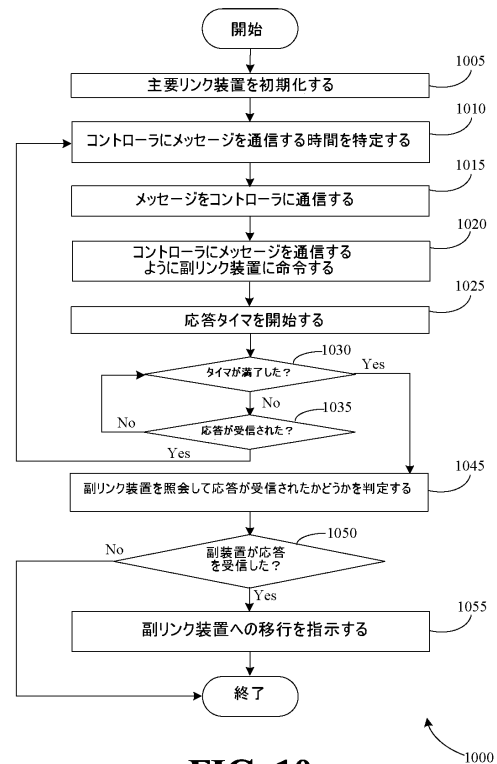 開始
主要リンク装置を初期化する
1005
コントローラにメッセージを通信する時間を特定する
1010
メッセージをコントローラに通信する
1015
コントローラにメッセージを通信する
ように副リンク装置に命令する
1020
応答タイマを開始する
1025
タイマが満了した？
1030
Yes
No
応答が受信された？
1035
No
Yes
副リンク装置を照会して応答が受信されたかどうかを判定する
1045
副装置が応答
を受信した？
1050
No
Yes
副リンク装置への移行を指示する
1055
終了
1000
FIG. 10